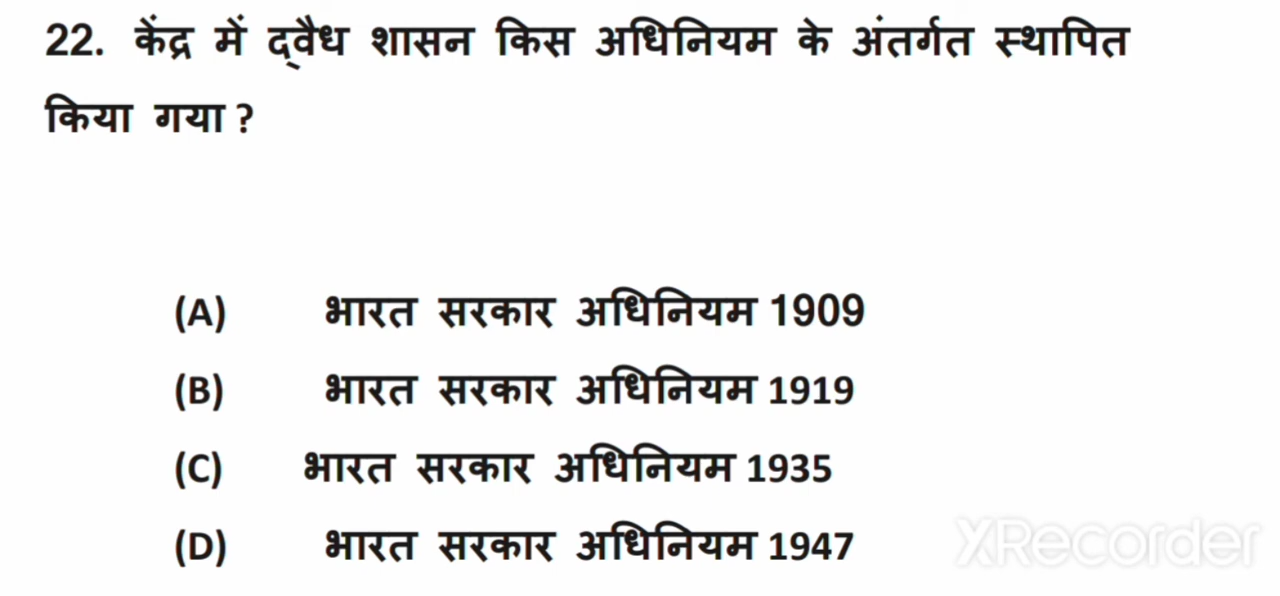 22. केंद्र में द्वैध शासन किस अधिनियम के अंतर्गत स्थापित
किया गया ?
(A) भारत सरकार अधिनियम 1909
(B) भारत सरकार अधिनियम 1919
(C) भारत सरकार अधिनियम 1935
(D) भारत सरकार अधिनियम 1947
XRecorder